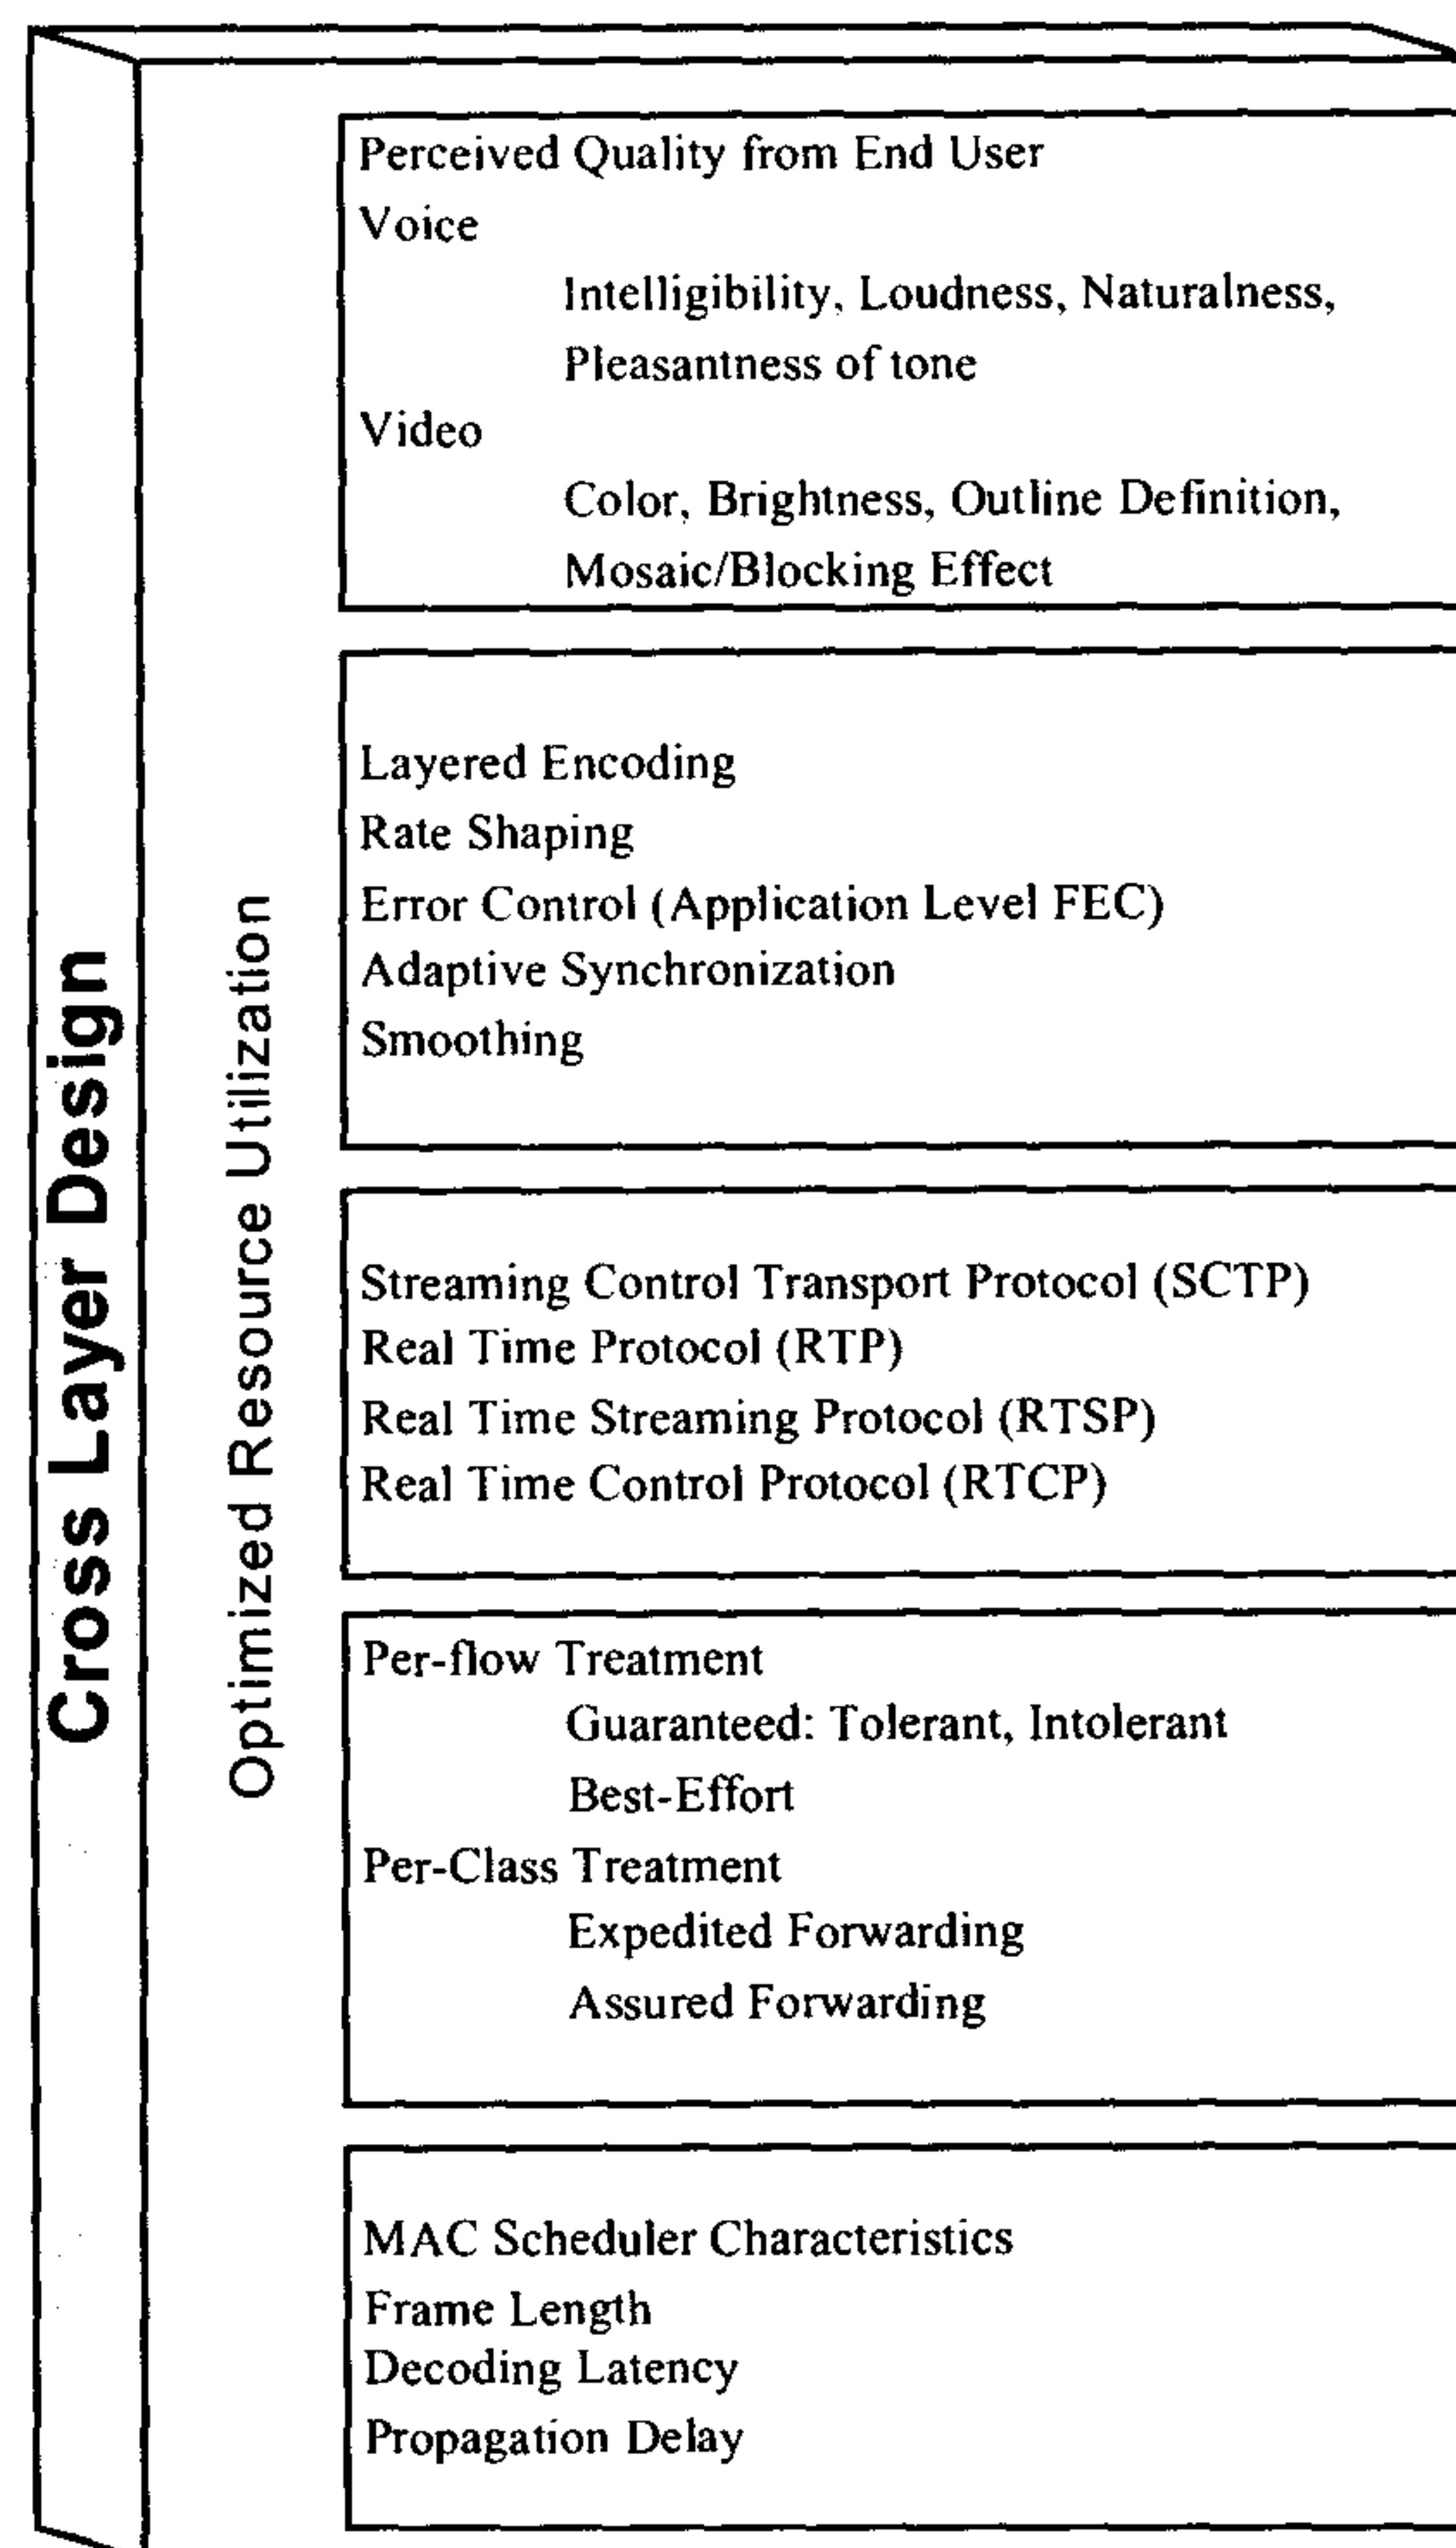 Cross Layer Design
Optimized Resource Utilization
Perceived Quality from End User
Voice
Intelligibility, Loudness, Naturalness,
Pleasantness of tone
Video
Color, Brightness, Outline Definition,
Mosaic/Blocking Effect
Layered Encoding
Rate Shaping
Error Control (Application Level FEC)
Adaptive Synchronization
Smoothing
Streaming Control Transport Protocol (SCTP)
Real Time Protocol (RTP)
Real Time Streaming Protocol (RTSP)
Real Time Control Protocol (RTCP)
Per-flow Treatment
Guaranteed: Tolerant, Intolerant
Best-Effort
Per-Class Treatment
Expedited Forwarding
Assured Forwarding
MAC Scheduler Characteristics
Frame Length
Decoding Latency
Propagation Delay